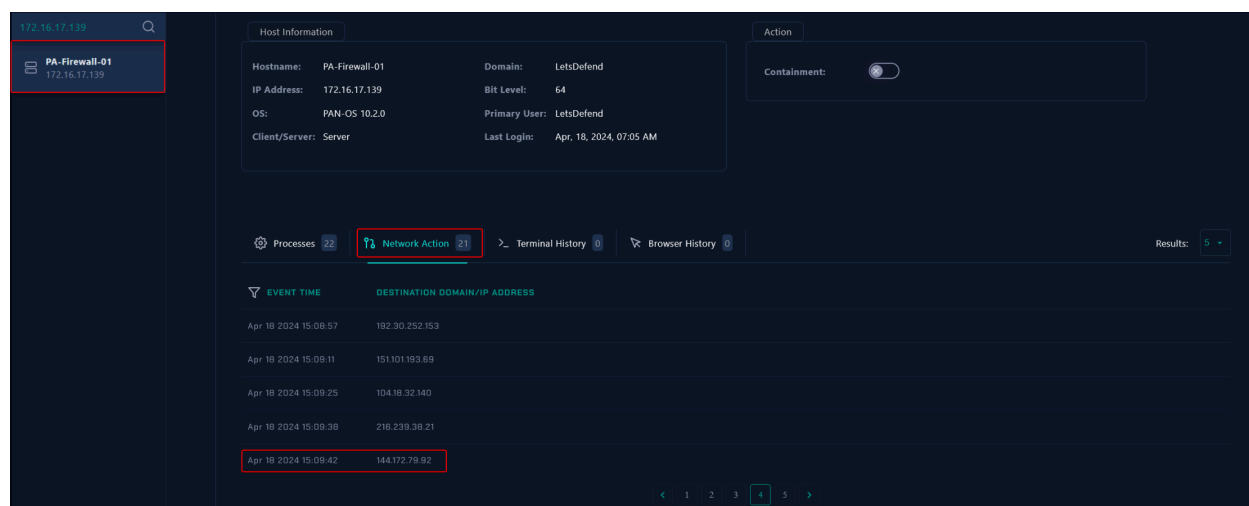 172.16.17.139
PA-Firewall-01
172.16.17.139
Host Information
Hostname: PA-Firewall-01 Domain: LetsDefend
IP Address: 172.16.17.139 Bit Level: 64
OS: PAN-OS 10.2.0 Primary User: LetsDefend
Client/Server: Server Last Login: Apr, 18, 2024, 07:05 AM
Action
Containment:
Processes 22 Network Action 21 >_ Terminal History 0 Browser History 0 Results: 5
EVENT TIME DESTINATION DOMAIN/IP ADDRESS
Apr 18 2024 15:08:57 192.30.252.153
Apr 18 2024 15:09:11 151.101.193.69
Apr 18 2024 15:09:25 104.18.32.140
Apr 18 2024 15:09:38 216.239.38.21
Apr 18 2024 15:09:42 144.172.79.92
< 1 2 3 4 5 >